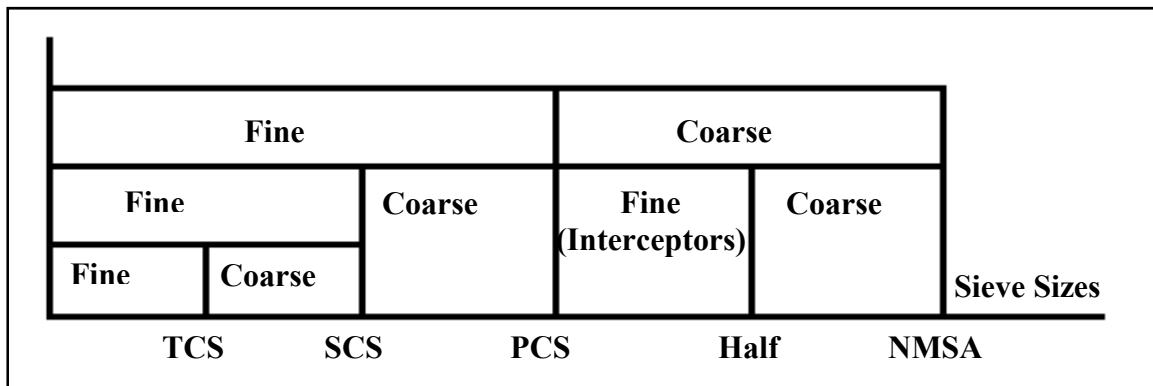 Fine Coarse
Fine Coarse Fine Coarse
(Interceptors)
Fine Coarse
Sieve Sizes
TCS SCS PCS Half NMSA